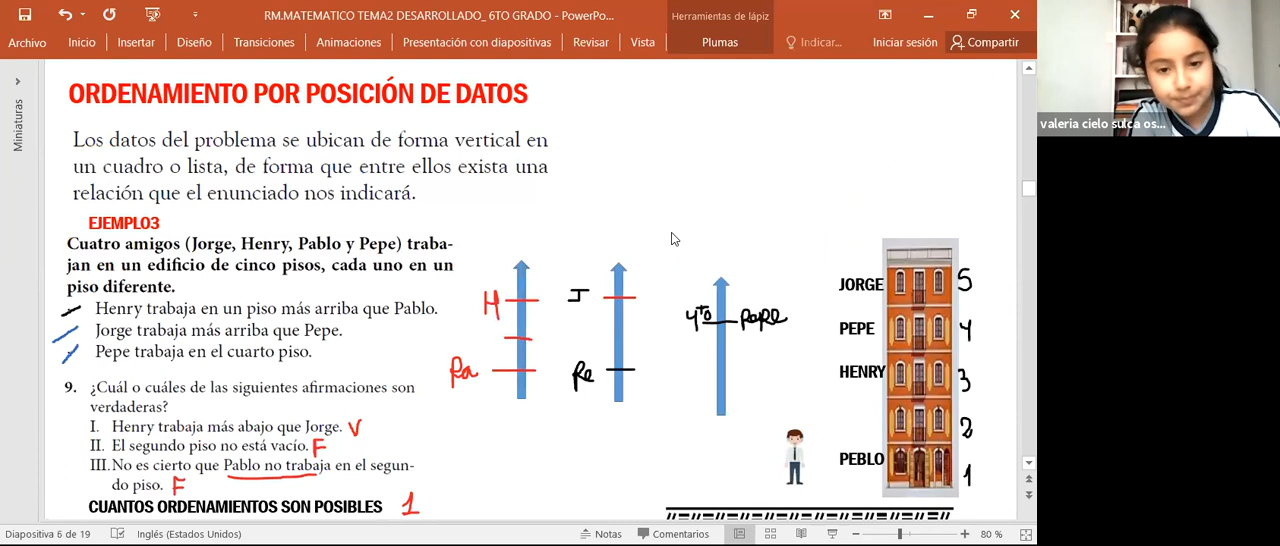 RM.MATEMATICO TEMA2 DESARROLLADO_ 6TO GRADO - PowerPo...
Herramientas de lápiz
Archivo Inicio Insertar Diseño Transiciones Animaciones Presentación con diapositivas Revisar Vista Plumas Indicar... Iniciar sesión Compartir
Miniaturas
ORDENAMIENTO POR POSICIÓN DE DATOS
Los datos del problema se ubican de forma vertical en
un cuadro o lista, de forma que entre ellos exista una
relación que el enunciado nos indicará.
EJEMPLO3
Cuatro amigos (Jorge, Henry, Pablo y Pepe) traba-
jan en un edificio de cinco pisos, cada uno en un
piso diferente.
Henry trabaja en un piso más arriba que Pablo.
Jorge trabaja más arriba que Pepe.
Pepe trabaja en el cuarto piso.
9. ¿Cuál o cuáles de las siguientes afirmaciones son
verdaderas?
I. Henry trabaja más abajo que Jorge. V
II. El segundo piso no está vacío. F
III. No es cierto que Pablo no trabaja en el segun-
do piso. F
CUANTOS ORDENAMIENTOS SON POSIBLES 1
H
Pa
J
Pe
4to Pepe
JORGE 5
PEPE 4
HENRY 3
2
PEBLO 1
valeria cielo sulca os...
Diapositiva 6 de 19 Inglés (Estados Unidos) Notas Comentarios 80 %